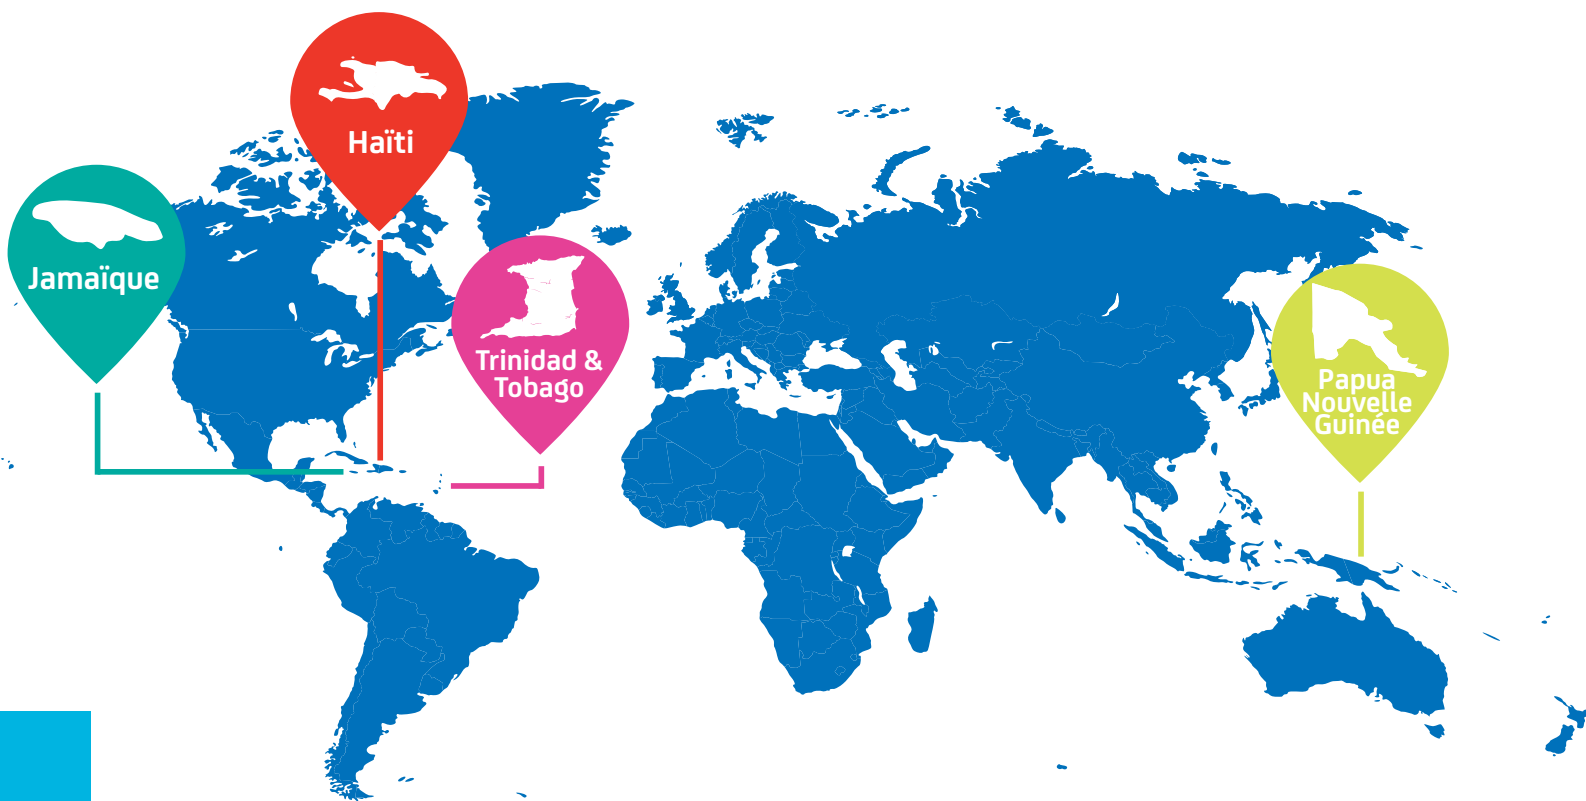 Haïti
Jamaïque
Trinidad &
Tobago
Papua
Nouvelle
Guinée